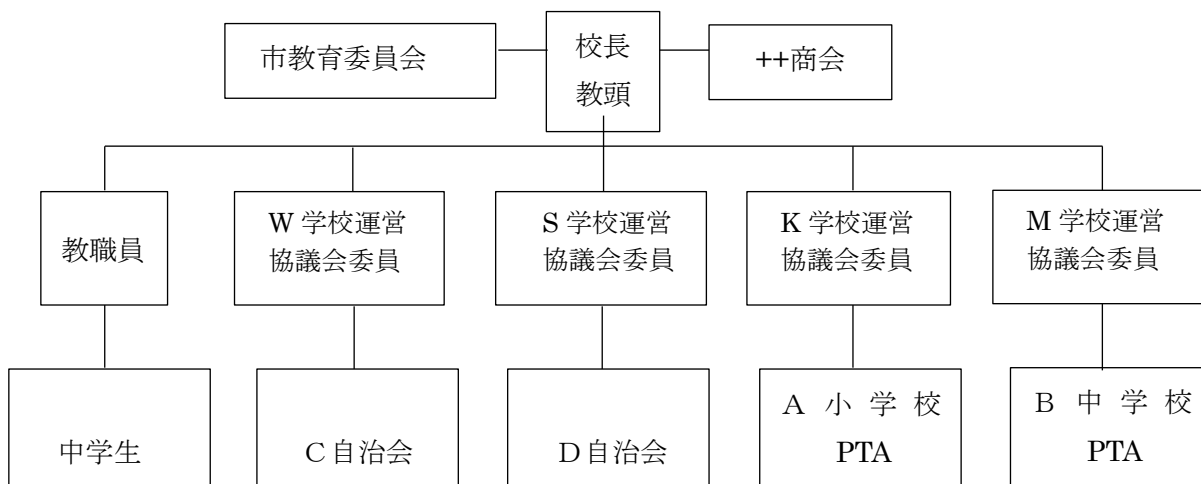 市教育委員会
校長
教頭
++商会
教職員
W 学校運営
協議会委員
S 学校運営
協議会委員
K 学校運営
協議会委員
M 学校運営
協議会委員
中学生
C自治会
D自治会
A 小 学 校
PTA
B 中 学 校
PTA